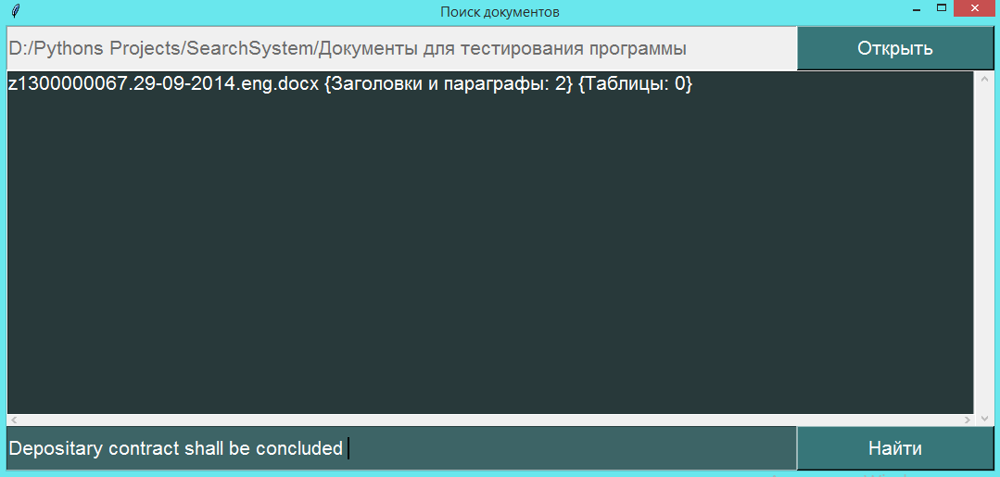 Поиск документов
D:/Pythons Projects/SearchSystem/Документы для тестирования программы
Открыть
z1300000067.29-09-2014.eng.docx {Заголовки и параграфы: 2} {Таблицы: 0}
Depositary contract shall be concluded
Найти